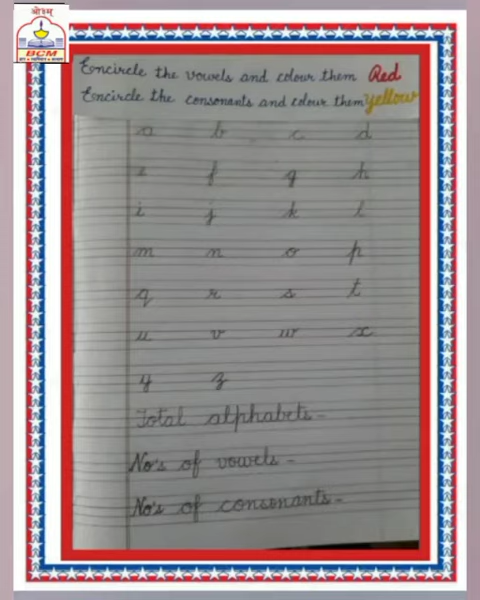 ओ३म्
BCM
Encircle the vowels and colour them Red
Encircle the consonants and colour them Yellow
a b c d
e f g h
i j k l
m n o p
q r s t
u v w x
y z
Total alphabets-
No's of vowels-
No's of consonants-